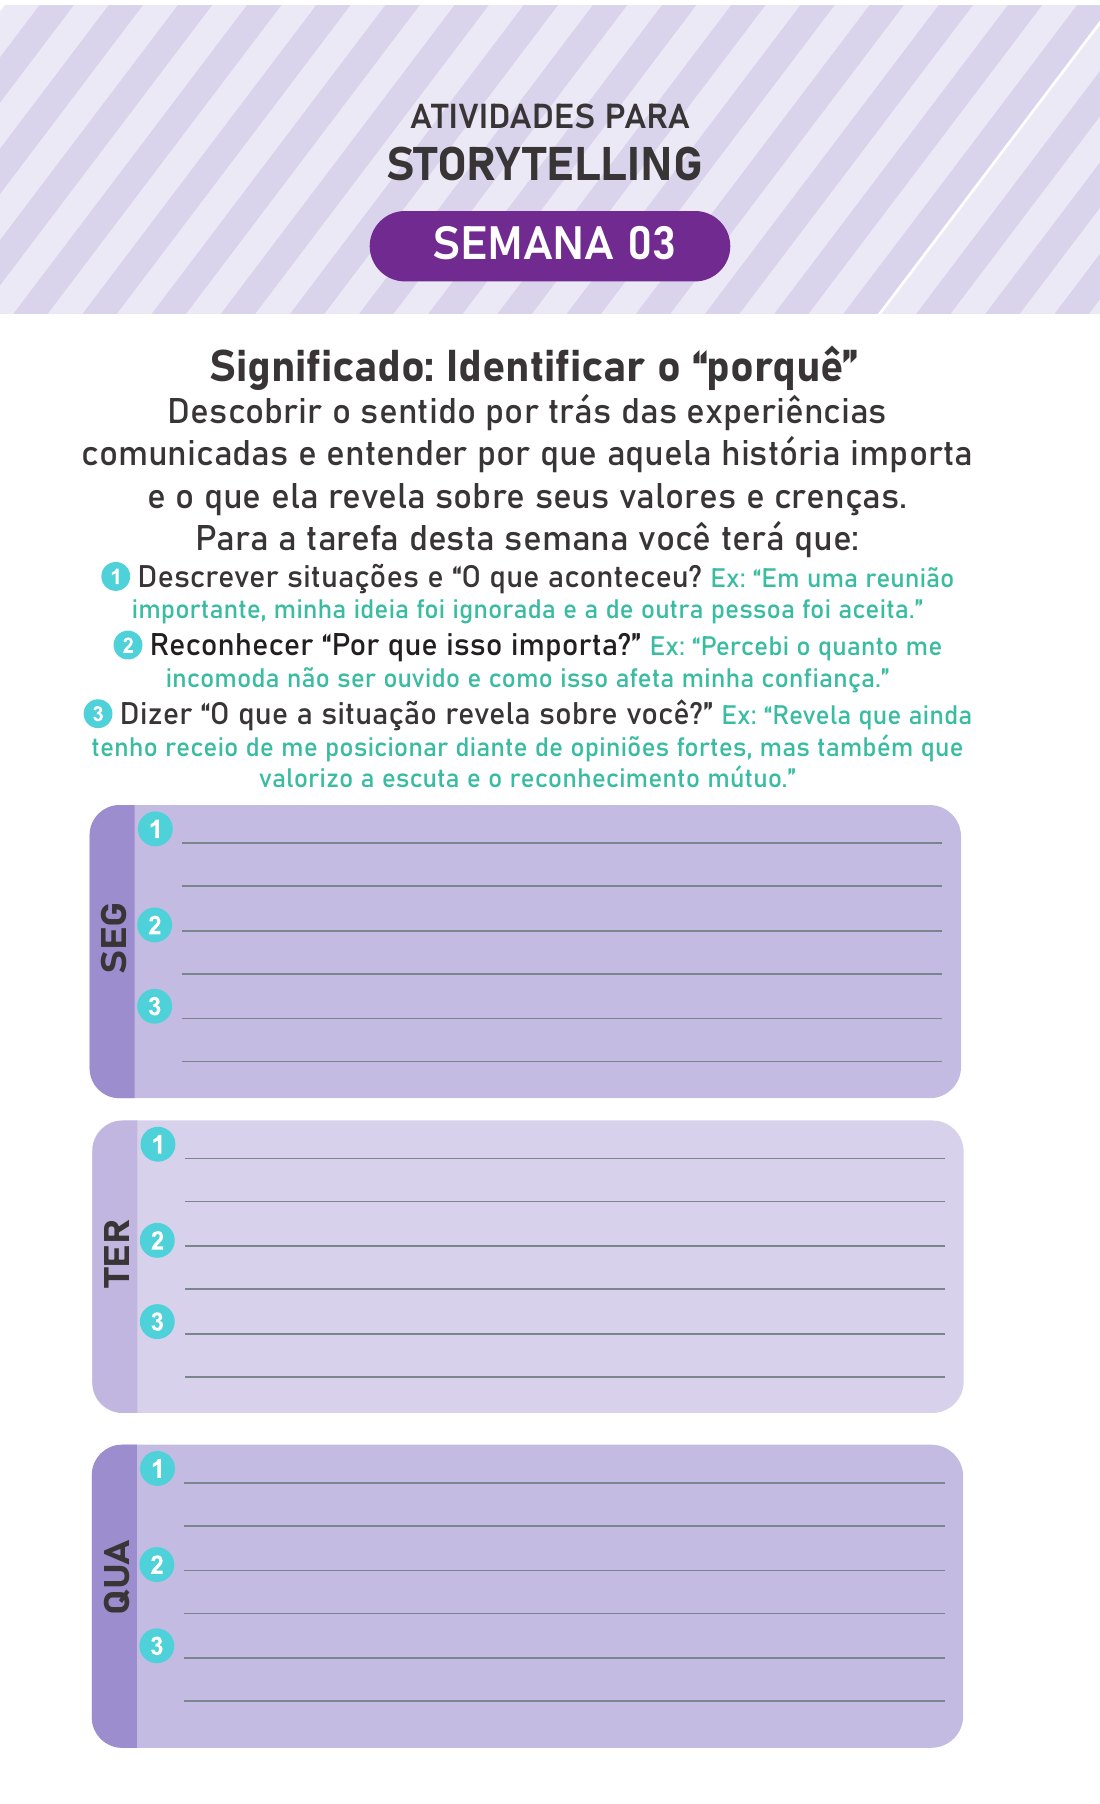 ATIVIDADES PARA
STORYTELLING
SEMANA 03
Significado: Identificar o “porquê”
Descobrir o sentido por trás das experiências
comunicadas e entender por que aquela história importa
e o que ela revela sobre seus valores e crenças.
Para a tarefa desta semana você terá que:
1 Descrever situações e “O que aconteceu? Ex: “Em uma reunião
importante, minha ideia foi ignorada e a de outra pessoa foi aceita.”
2 Reconhecer “Por que isso importa?” Ex: “Percebi o quanto me
incomoda não ser ouvido e como isso afeta minha confiança.”
3 Dizer “O que a situação revela sobre você?” Ex: “Revela que ainda
tenho receio de me posicionar diante de opiniões fortes, mas também que
valorizo a escuta e o reconhecimento mútuo.”
SEG
1
2
3
TER
1
2
3
QUA
1
2
3